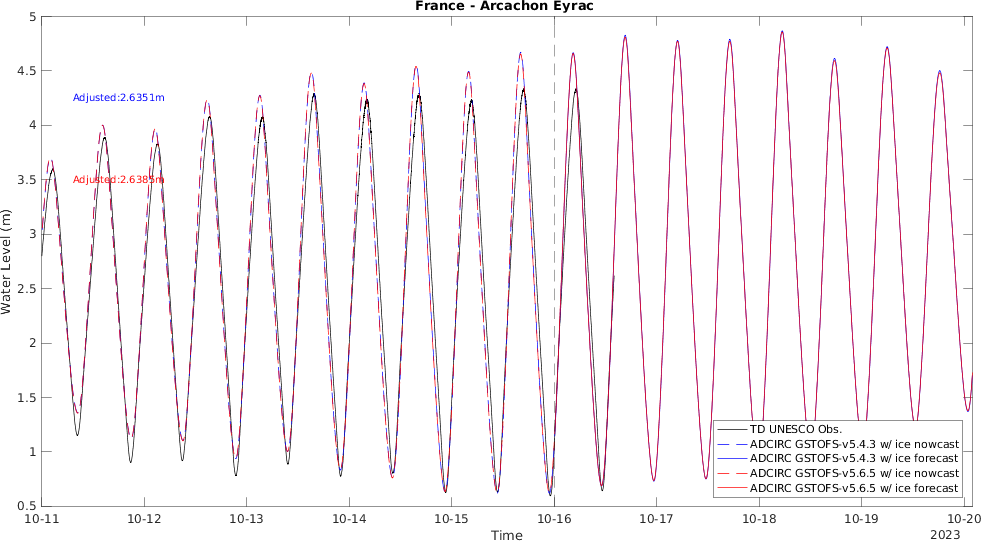 France - Arcachon Eyrac
5
4.5
4
3.5
3
2.5
2
1.5
1
0.5
Water Level (m)
Adjusted:2.6351m
Adjusted:2.6385m
TD UNESCO Obs.
ADCIRC GSTOFS-v5.4.3 w/ ice nowcast
ADCIRC GSTOFS-v5.4.3 w/ ice forecast
ADCIRC GSTOFS-v5.6.5 w/ ice nowcast
ADCIRC GSTOFS-v5.6.5 w/ ice forecast
10-11 10-12 10-13 10-14 10-15 10-16 10-17 10-18 10-19 10-20
Time
2023